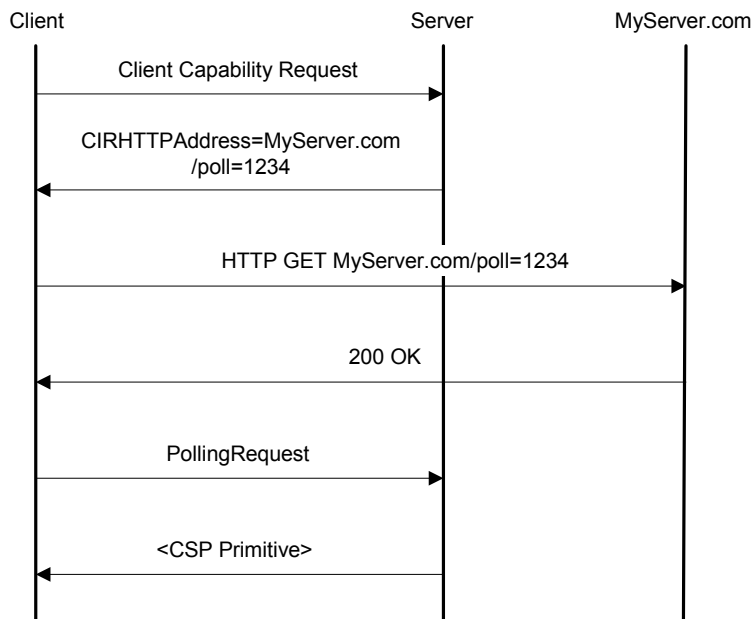 Client Server MyServer.com
Client Capability Request
CIRHTTPAddress=MyServer.com
/poll=1234
HTTP GET MyServer.com/poll=1234
200 OK
PollingRequest
<CSP Primitive>